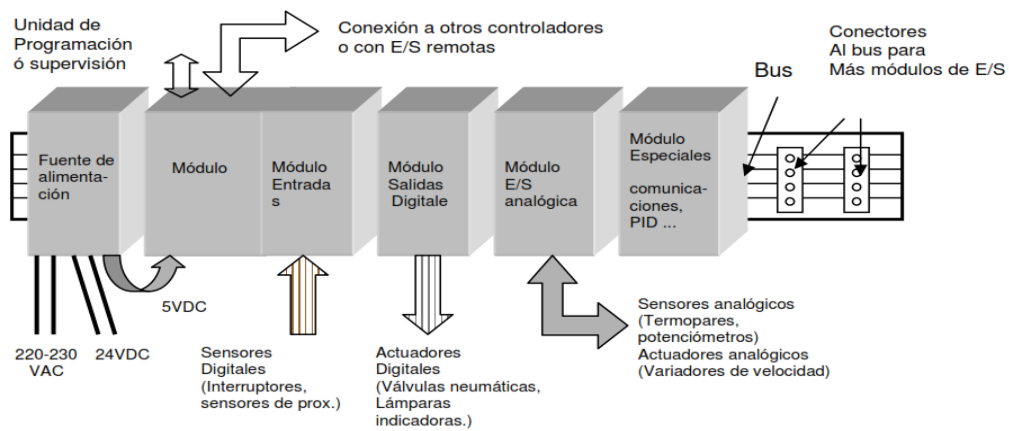 Unidad de
Programación
ó supervisión
Conexión a otros controladores
o con E/S remotas
Conectores
Al bus para
Más módulos de E/S
Bus
Fuente de
alimenta-
ción
Módulo
Módulo
Entrada
s
Módulo
Salidas
Digitale
Módulo
E/S
analógica
Módulo
Especiales
comunica-
ciones,
PID ...
5VDC
220-230
VAC
24VDC
Sensores
Digitales
(Interruptores,
sensores de prox.)
Actuadores
Digitales
(Válvulas neumáticas,
Lámparas
indicadoras.)
Sensores analógicos
(Termopares,
potenciómetros)
Actuadores analógicos
(Variadores de velocidad)